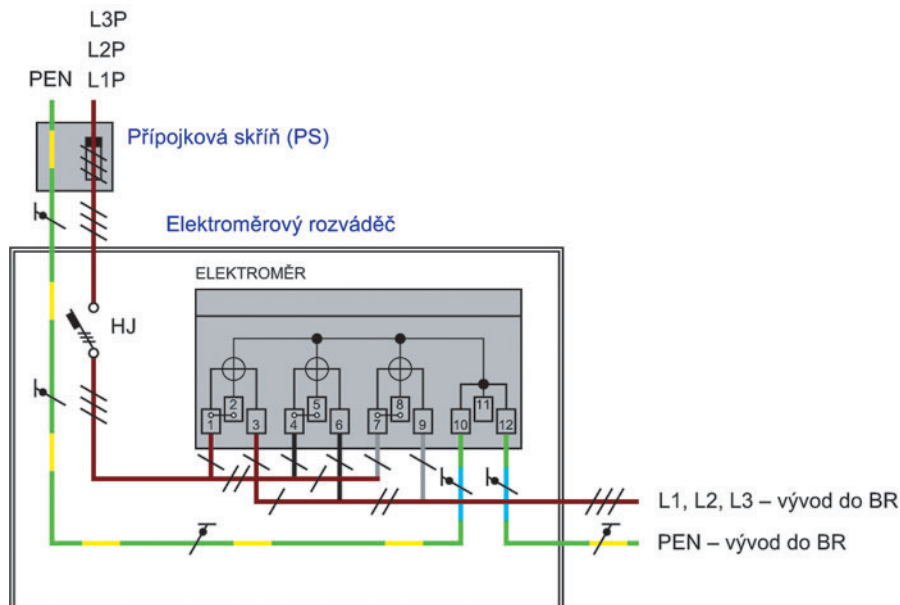 L3P
L2P
PEN L1P
Přípojková skříň (PS)
Elektroměrový rozváděč
ELEKTROMĚR
HJ
2 5 8 11
1 3 4 6 7 9 10 12
L1, L2, L3 – vývod do BR
PEN – vývod do BR